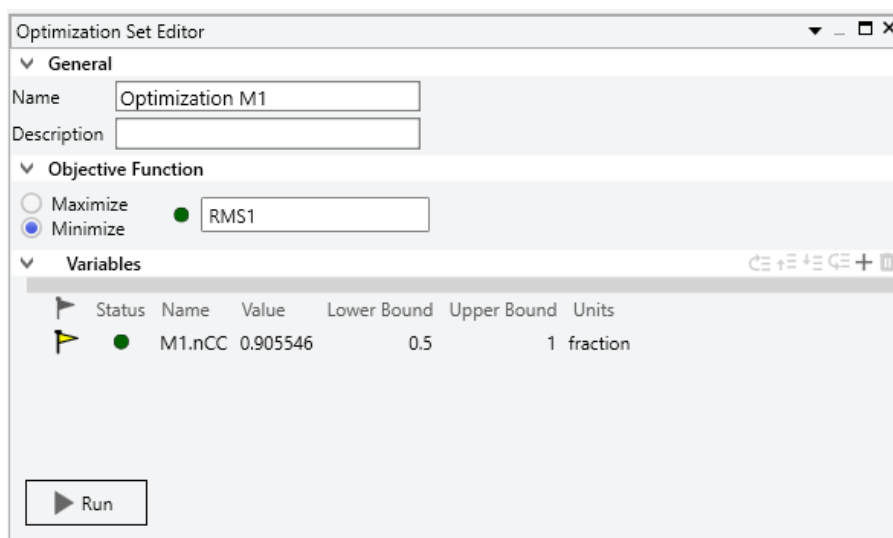 Optimization Set Editor
General
Name Optimization M1
Description
Objective Function
Maximize
Minimize
RMS1
Variables
Status Name Value Lower Bound Upper Bound Units
M1.nCC 0.905546 0.5 1 fraction
Run